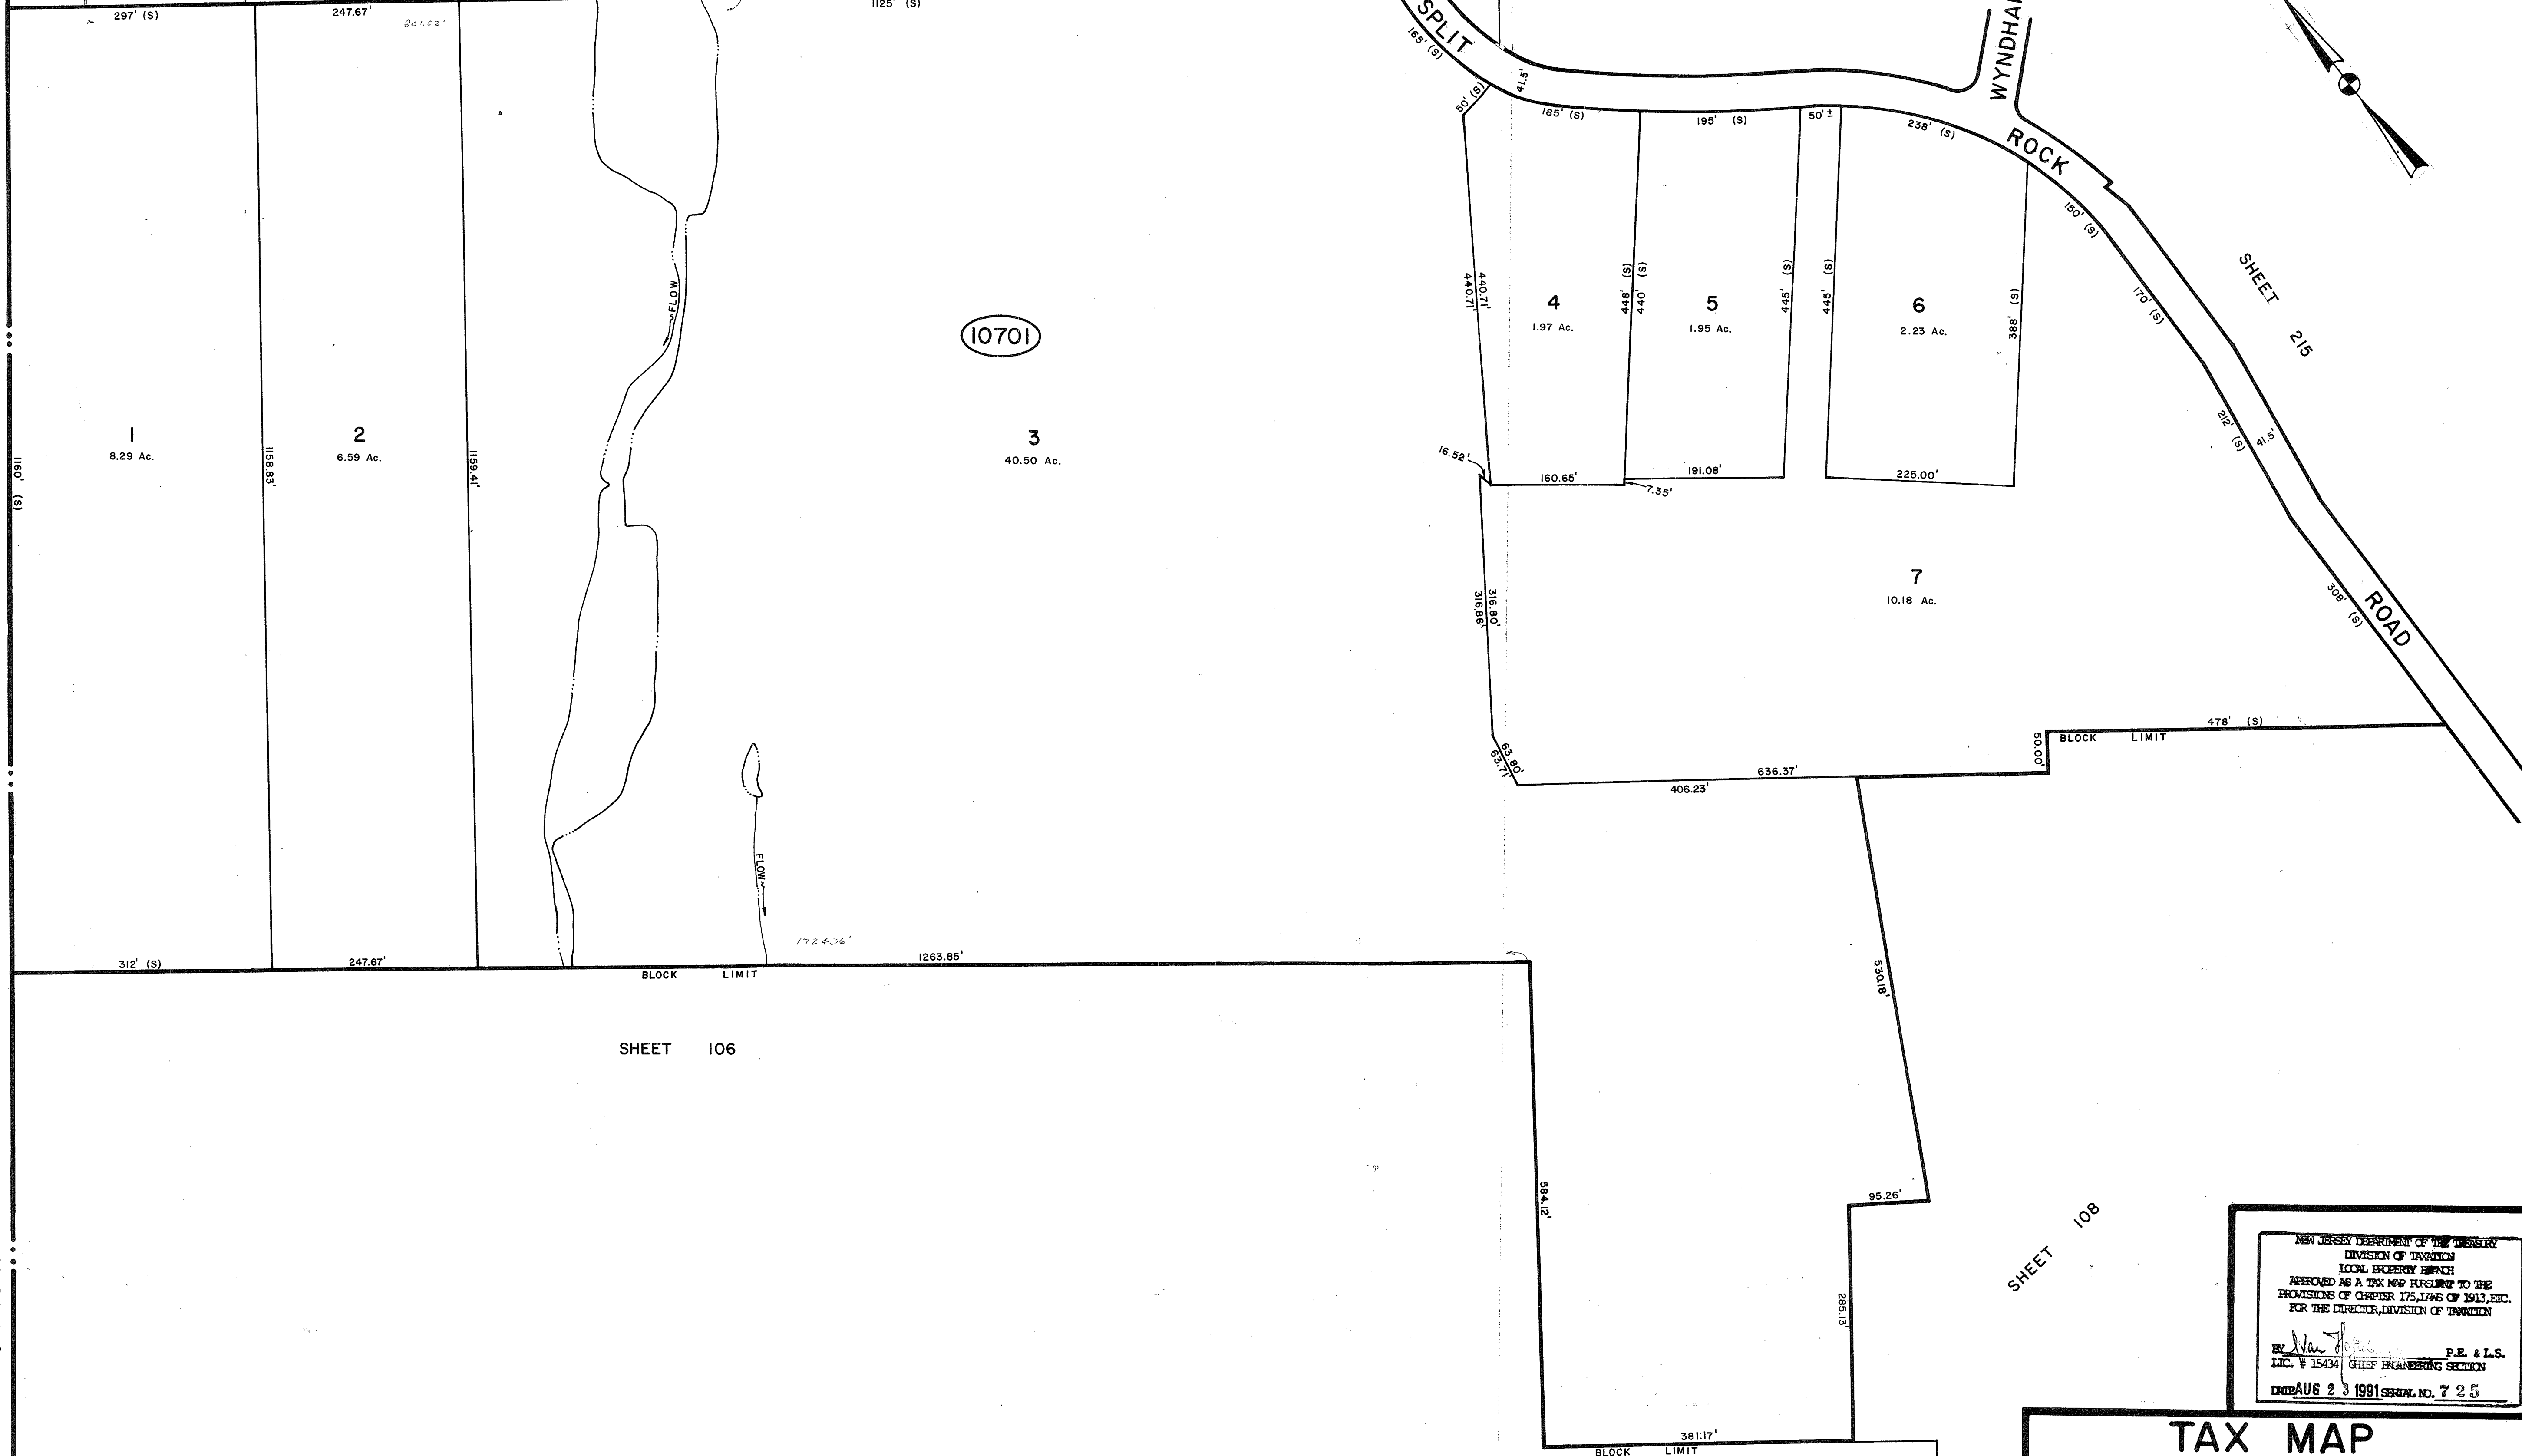 297' (S)
247.67'
801.02'
1125' (S)
SPLIT
165' (S)
50' (S)
41.5'
185' (S)
195' (S)
50' ±
238' (S)
ROCK
150' (S)
170' (S)
212' (S)
41.5'
308' (S)
ROAD
SHEET 215
FLOW
10701
440.71'
440.71'
448' (S)
440' (S)
445' (S)
445' (S)
388' (S)
4
1.97 Ac.
5
1.95 Ac.
6
2.23 Ac.
1
8.29 Ac.
2
6.59 Ac.
3
40.50 Ac.
1160' (S)
1158.83'
1159.41'
16.52'
160.65'
7.35'
191.08'
225.00'
316.80'
316.86'
7
10.18 Ac.
63.80'
63.71'
636.37'
406.23'
50.00'
478' (S)
BLOCK LIMIT
FLOW
1724.36'
312' (S)
247.67'
1263.85'
BLOCK LIMIT
SHEET 106
530.18'
584.12'
95.26'
285.13'
SHEET 108
381.17'
BLOCK LIMIT
NEW JERSEY DEPARTMENT OF THE TREASURY
DIVISION OF TAXATION
LOCAL PROPERTY BRANCH
APPROVED AS A TAX MAP PURSUANT TO THE
PROVISIONS OF CHAPTER 175, LAWS OF 1913, ETC.
FOR THE DIRECTOR, DIVISION OF TAXATION
BY P.E. & L.S.
LIC. # 15434 CHIEF ENGINEERING SECTION
DATE AUG 23 1991 SERIAL NO. 725
TAX MAP